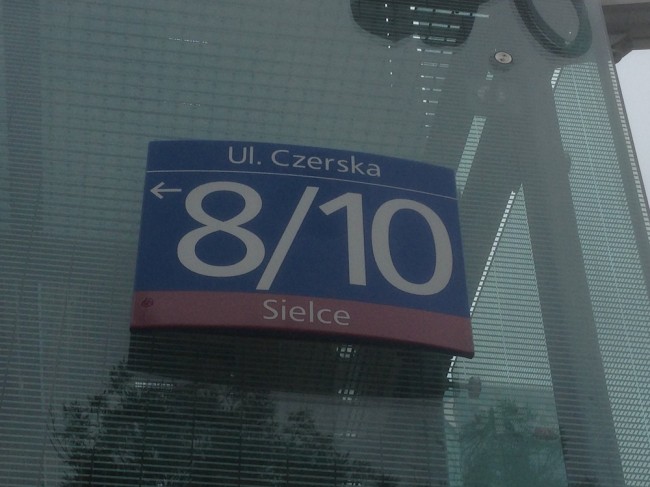 Ul. Czerska
← 8/10
Sielce